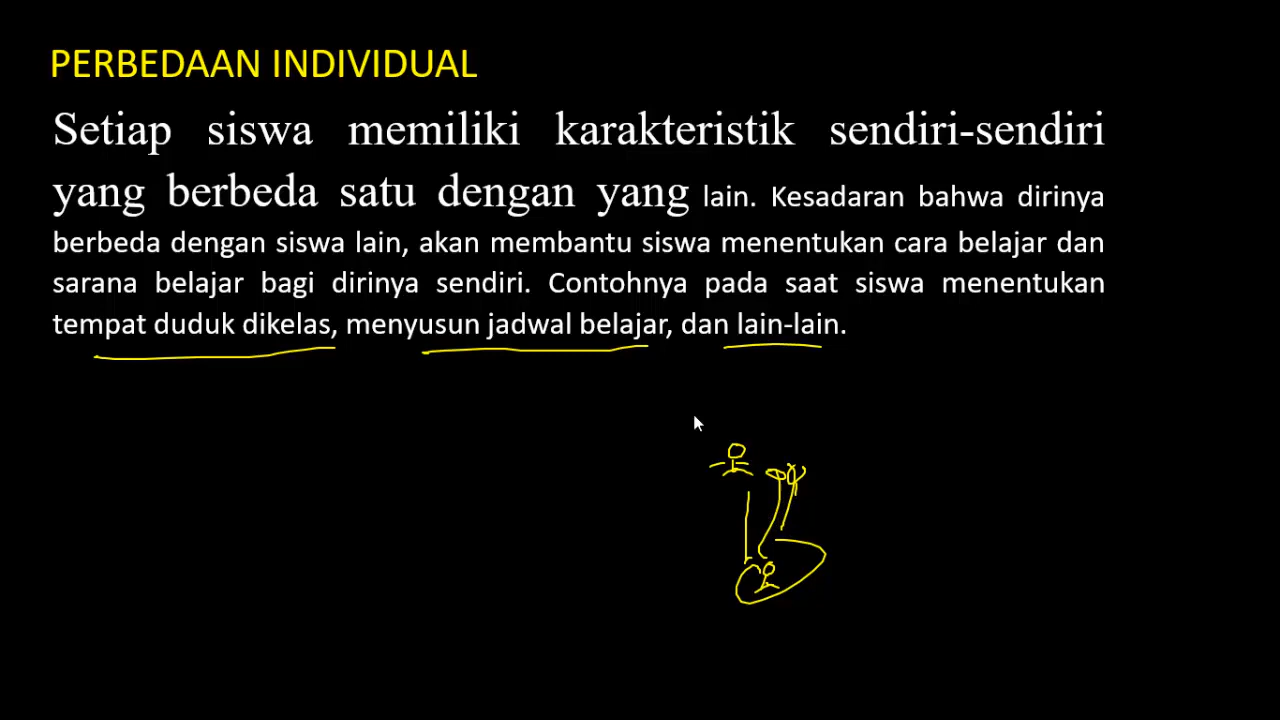 PERBEDAAN INDIVIDUAL
Setiap siswa memiliki karakteristik sendiri-sendiri
yang berbeda satu dengan yang lain. Kesadaran bahwa dirinya
berbeda dengan siswa lain, akan membantu siswa menentukan cara belajar dan
sarana belajar bagi dirinya sendiri. Contohnya pada saat siswa menentukan
tempat duduk dikelas, menyusun jadwal belajar, dan lain-lain.